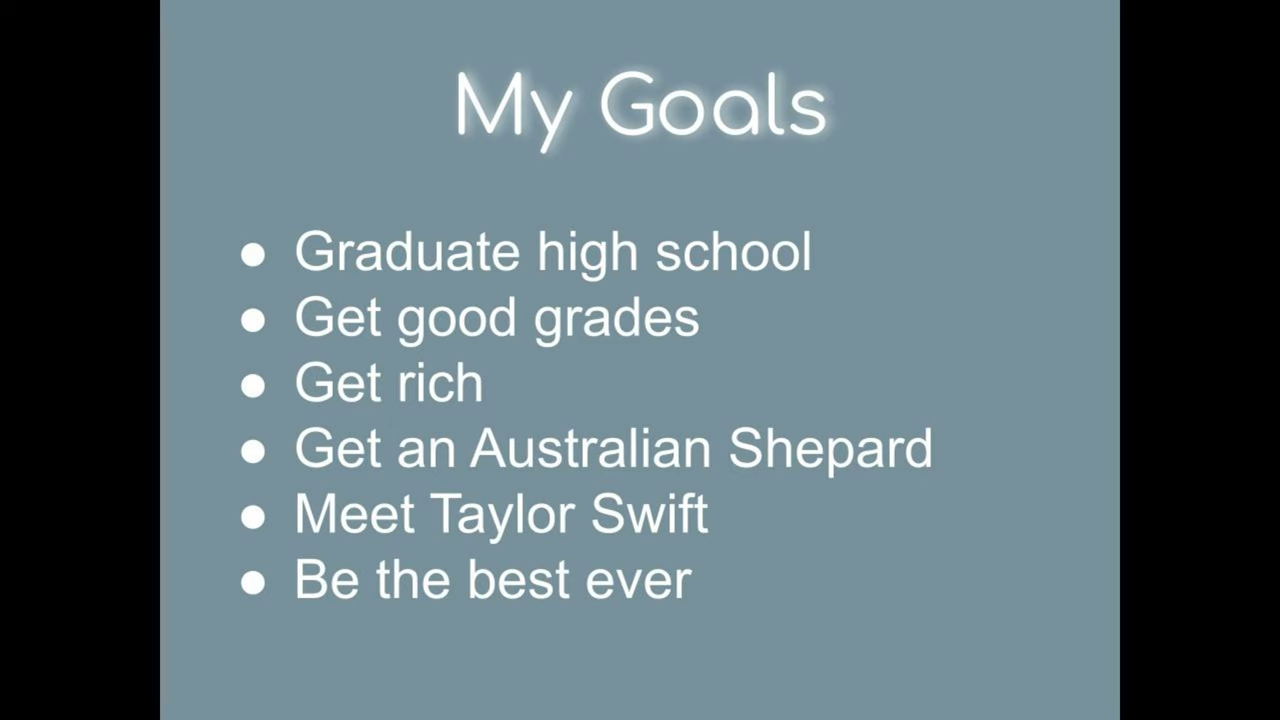 My Goals
● Graduate high school
● Get good grades
● Get rich
● Get an Australian Shepard
● Meet Taylor Swift
● Be the best ever